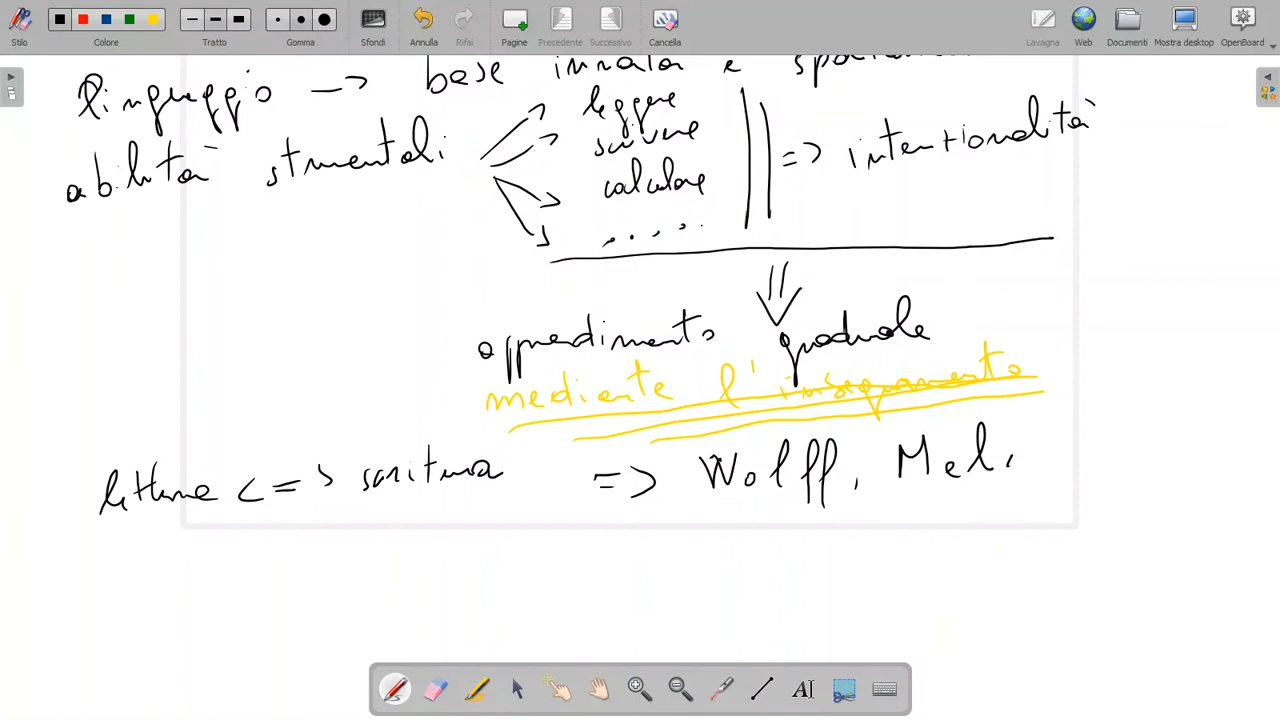 Stilo Colore Tratto Gomma Sfondi Annulla Rifai Pagine Precedente Successivo Cancella Lavagna Web Documenti Mostra desktop OpenBoard
linguaggio → base innata e
abilità strumentali leggere
scrivere
calcolare
.....
=> intenzionalità
apprendimento graduale
mediante l'insegnamento
lettura <=> scrittura => Wolff, Mel.